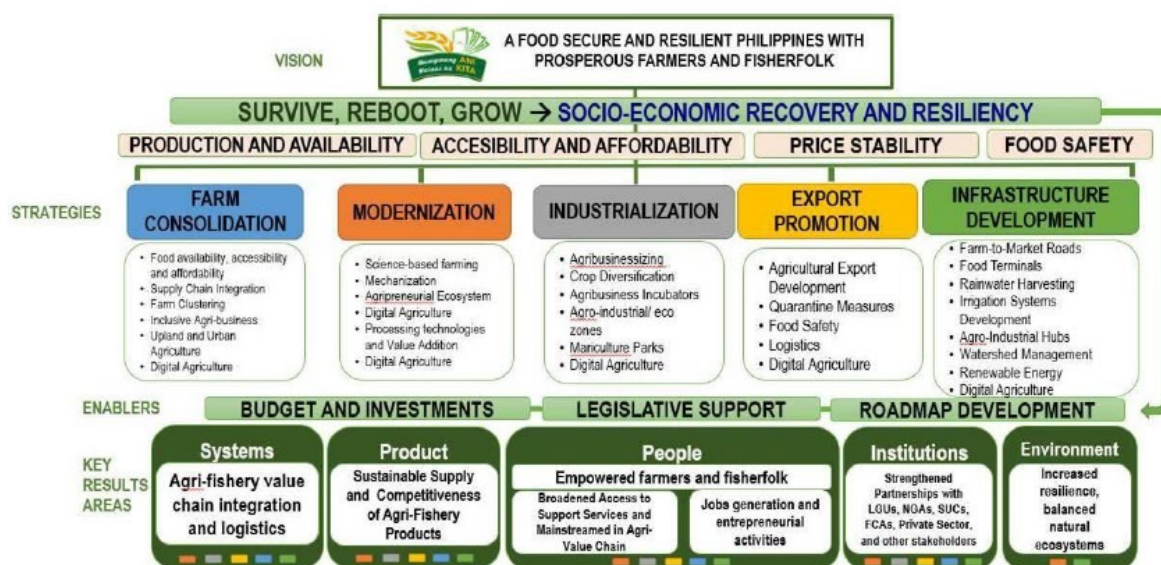 VISION
Masaganang ANI
Mataas na KITA
A FOOD SECURE AND RESILIENT PHILIPPINES WITH
PROSPEROUS FARMERS AND FISHERFOLK
SURVIVE, REBOOT, GROW → SOCIO-ECONOMIC RECOVERY AND RESILIENCY
PRODUCTION AND AVAILABILITY
ACCESIBILITY AND AFFORDABILITY
PRICE STABILITY
FOOD SAFETY
STRATEGIES
FARM
CONSOLIDATION
• Food availability, accessibility
and affordability
• Supply Chain Integration
• Farm Clustering
• Inclusive Agri-business
• Upland and Urban
Agriculture
• Digital Agriculture
MODERNIZATION
• Science-based farming
• Mechanization
• Agripreneurial Ecosystem
• Digital Agriculture
• Processing technologies
and Value Addition
• Digital Agriculture
INDUSTRIALIZATION
• Agribusinessizing
• Crop Diversification
• Agribusiness Incubators
• Agro-industrial/ eco
zones
• Mariculture Parks
• Digital Agriculture
EXPORT
PROMOTION
• Agricultural Export
Development
• Quarantine Measures
• Food Safety
• Logistics
• Digital Agriculture
INFRASTRUCTURE
DEVELOPMENT
• Farm-to-Market Roads
• Food Terminals
• Rainwater Harvesting
• Irrigation Systems
Development
• Agro-Industrial Hubs
• Watershed Management
• Renewable Energy
• Digital Agriculture
ENABLERS
BUDGET AND INVESTMENTS
LEGISLATIVE SUPPORT
ROADMAP DEVELOPMENT
KEY
RESULTS
AREAS
Systems
Agri-fishery value
chain integration
and logistics
Product
Sustainable Supply
and Competitiveness
of Agri-Fishery
Products
People
Empowered farmers and fisherfolk
Broadened Access to
Support Services and
Mainstreamed in Agri-
Value Chain
Jobs generation and
entrepreneurial
activities
Institutions
Strengthened
Partnerships with
LGUs, NGAs, SUCs,
FCAs, Private Sector,
and other stakeholders
Environment
Increased
resilience,
balanced
natural
ecosystems